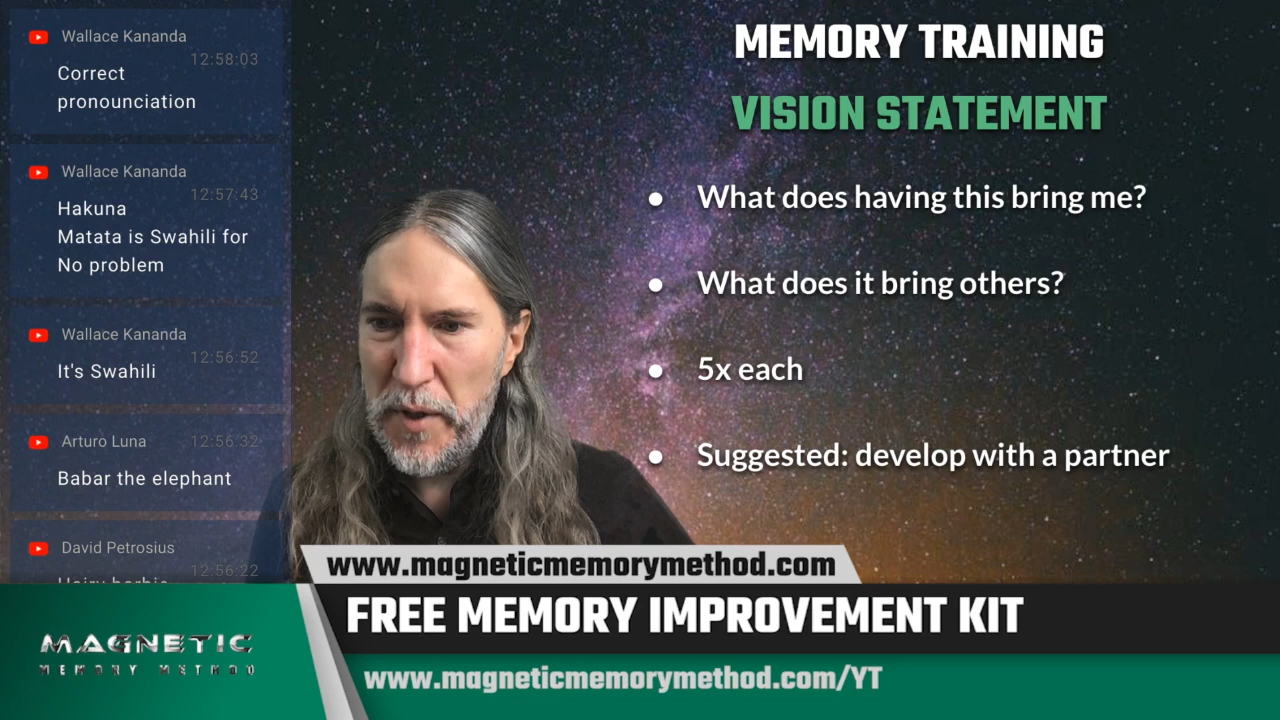 Wallace Kananda
12:58:03
Correct
pronounciation
Wallace Kananda
12:57:43
Hakuna
Matata is Swahili for
No problem
Wallace Kananda
12:56:52
It's Swahili
Arturo Luna 12:56:32
Babar the elephant
David Petrosius
12:56:22
MEMORY TRAINING
VISION STATEMENT
• What does having this bring me?
• What does it bring others?
• 5x each
• Suggested: develop with a partner
www.magneticmemorymethod.com
FREE MEMORY IMPROVEMENT KIT
www.magneticmemorymethod.com/YT
MAGNETIC
MEMORY METHOD